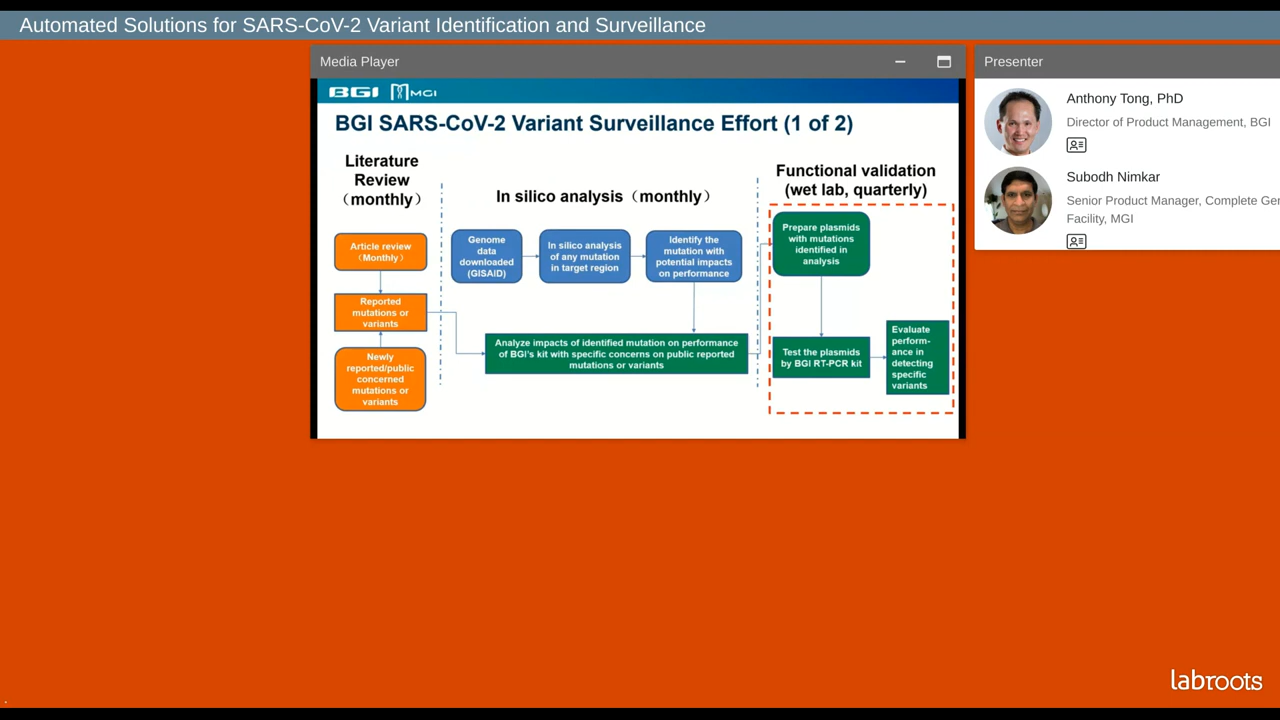 Automated Solutions for SARS-CoV-2 Variant Identification and Surveillance
Media Player
BGI MGI
BGI SARS-CoV-2 Variant Surveillance Effort (1 of 2)
Literature
Review
(monthly)
In silico analysis (monthly)
Functional validation
(wet lab, quarterly)
Article review
(Monthly)
Reported
mutations or
variants
Newly
reported/public
concerned
mutations or
variants
Genome
data
downloaded
(GISAID)
In silico analysis
of any mutation
in target region
Identify the
mutation with
potential impacts
on performance
Analyze impacts of identified mutation on performance
of BGI's kit with specific concerns on public reported
mutations or variants
Prepare plasmids
with mutations
identified in
analysis
Test the plasmids
by BGI RT-PCR kit
Evaluate
perform-
ance in
detecting
specific
variants
Presenter
Anthony Tong, PhD
Director of Product Management, BGI
Subodh Nimkar
Senior Product Manager, Complete Gen
Facility, MGI
labroots